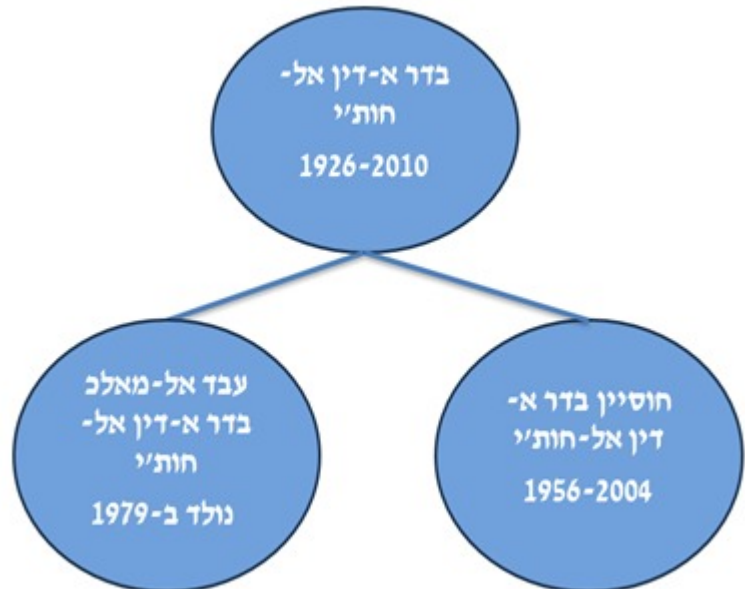 בדר א-דין אל-
חות'י
1926-2010
חוסיין בדר א-
דין אל-חות'י
1956-2004
עבד אל-מאלכ
בדר א-דין אל-
חות'י
נולד ב-1979